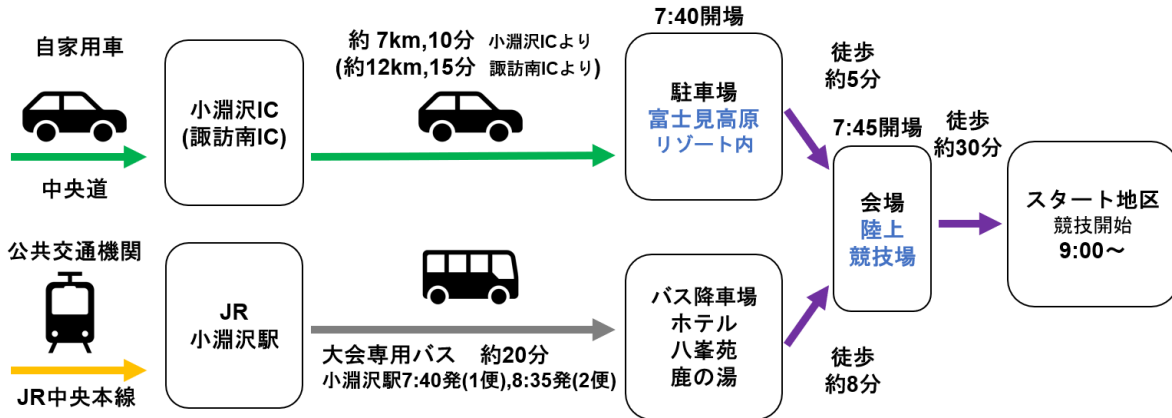 自家用車
中央道
小淵沢IC
(諏訪南IC)
約 7km,10分 小淵沢ICより
(約12km,15分 諏訪南ICより)
7:40開場
駐車場
富士見高原
リゾート内
徒歩
約5分
公共交通機関
JR中央本線
JR
小淵沢駅
大会専用バス 約20分
小淵沢駅7:40発(1便),8:35発(2便)
バス降車場
ホテル
八峯苑
鹿の湯
徒歩
約8分
7:45開場
会場
陸上
競技場
徒歩
約30分
スタート地区
競技開始
9:00～